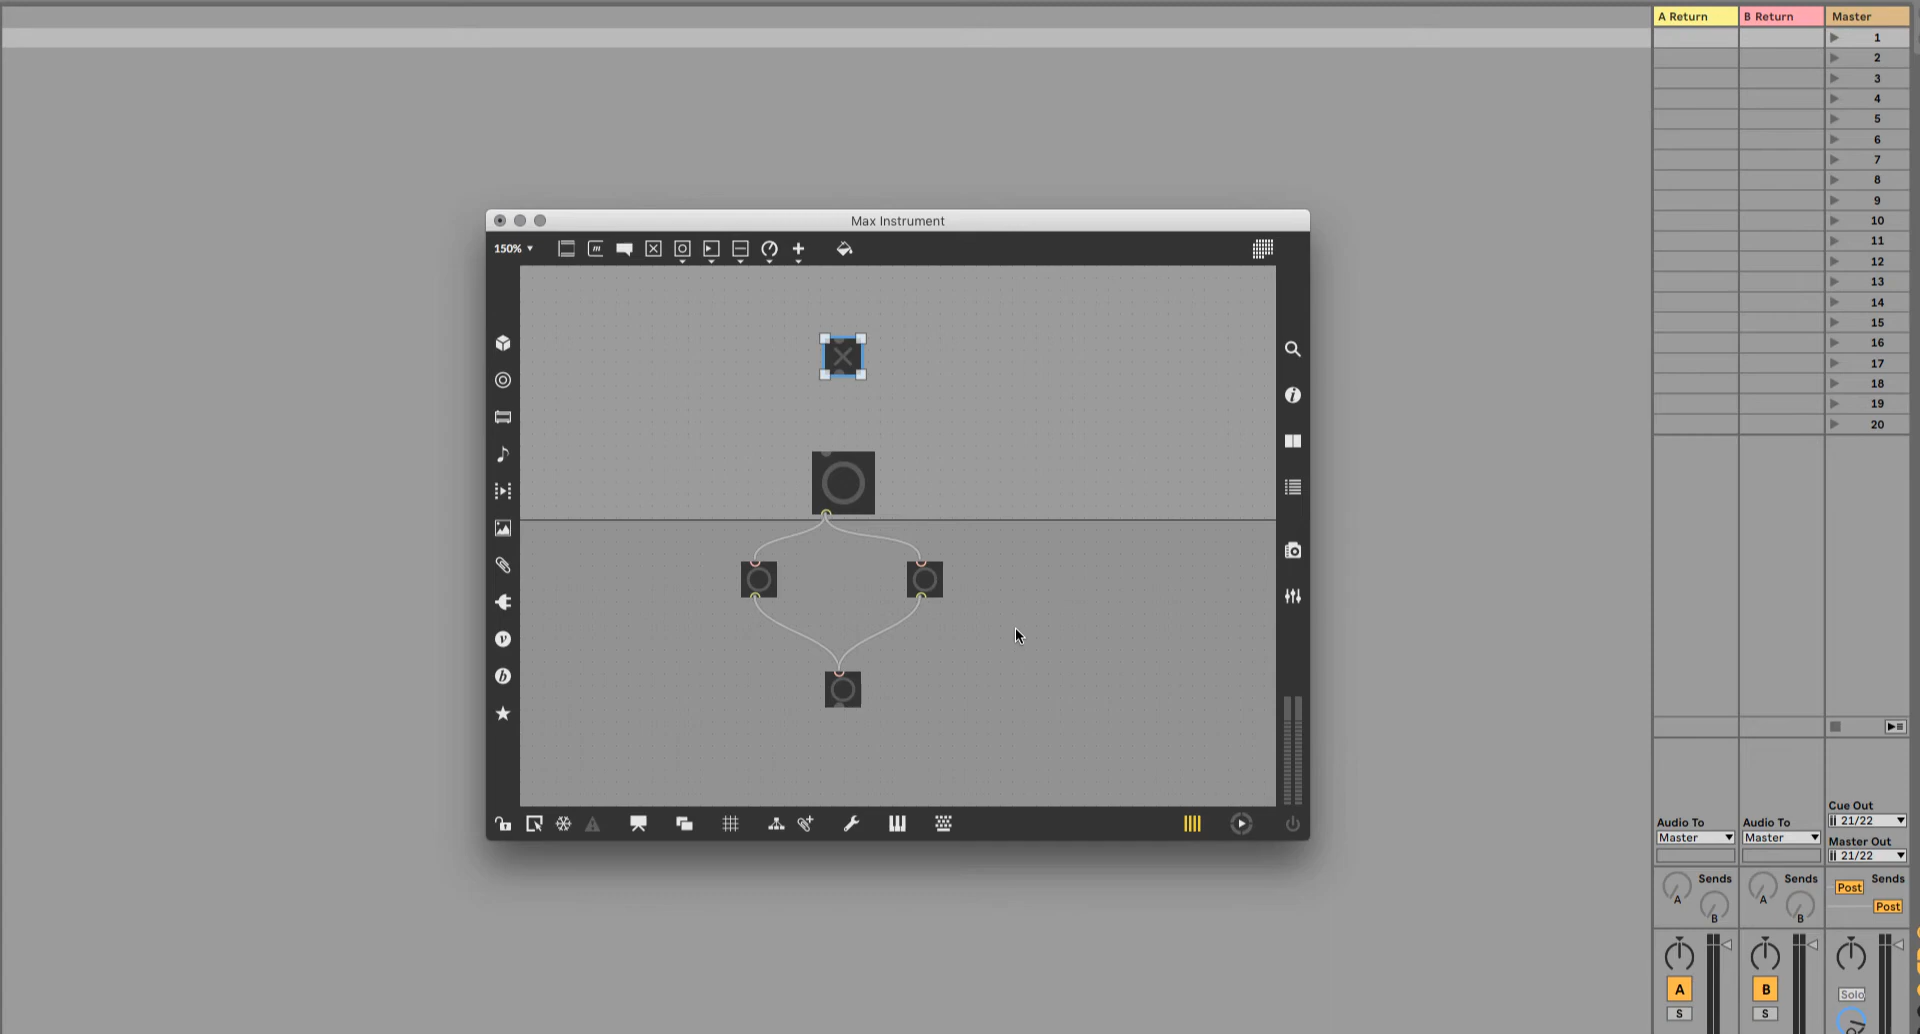 A Return
B Return
Master
1
2
3
4
5
6
7
8
9
10
11
12
13
14
15
16
17
18
19
20
Max Instrument
150%
Cue Out
21/22
Audio To
Audio To
Master
Master
Master Out
21/22
Sends
Sends
Sends
A
B
A
B
Post
Post
A
B
Solo
S
S